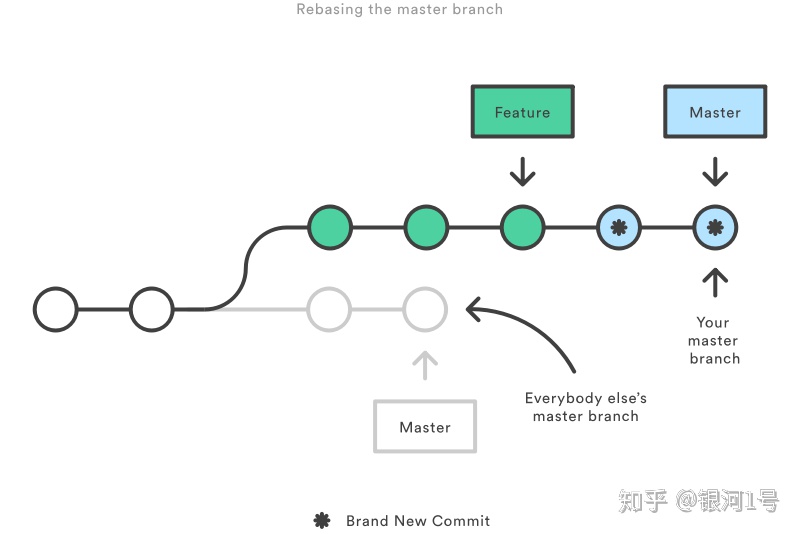 Rebasing the master branch
Feature
Master
Your
master
branch
Everybody else's
master branch
Master
Brand New Commit
知乎 @银河1号